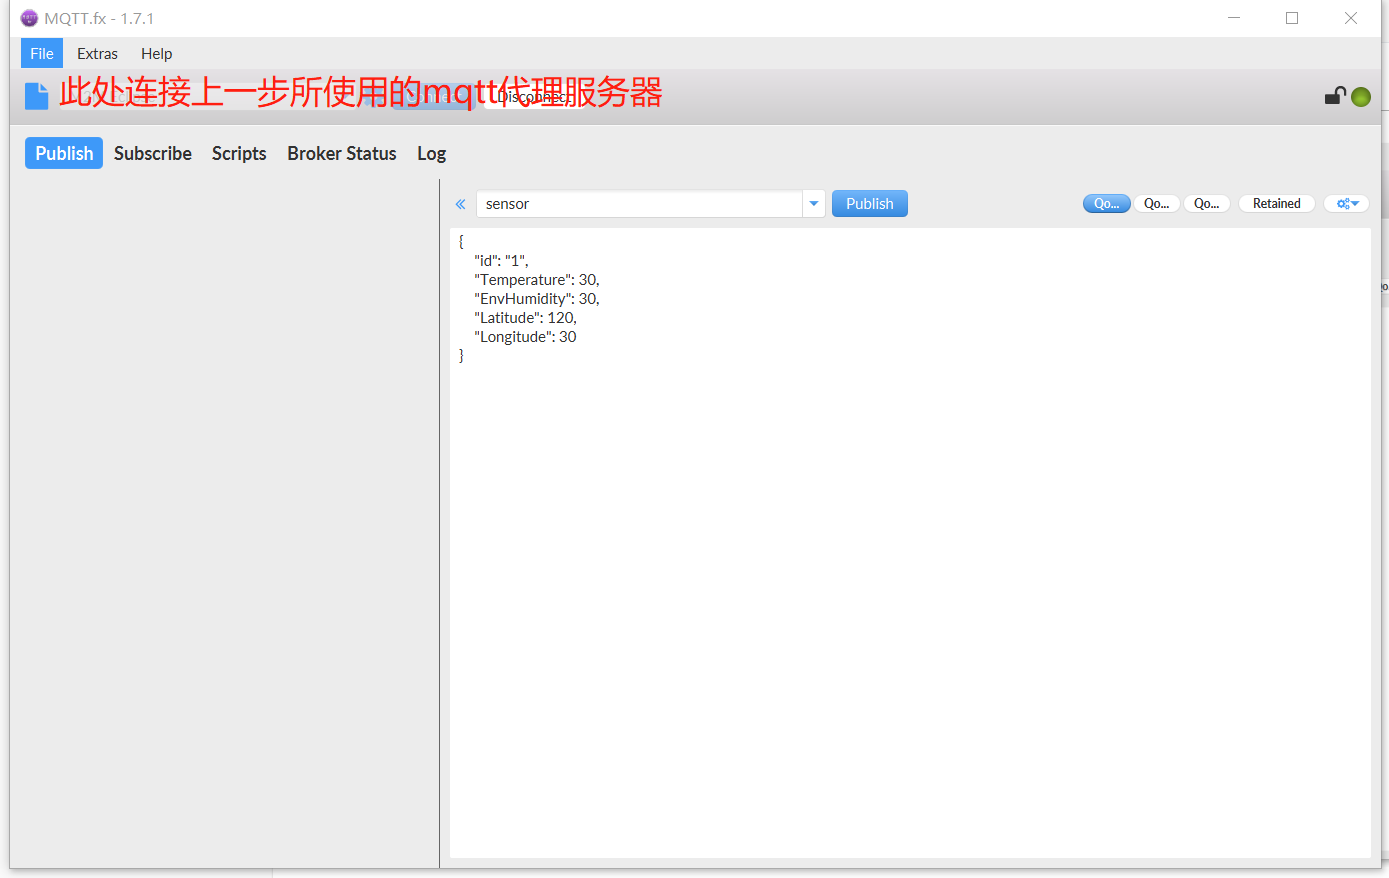 MQTT.fx - 1.7.1
File Extras Help
此处连接上一步所使用的mqtt代理服务器
Disconnect
Publish Subscribe Scripts Broker Status Log
sensor Publish Qo... Qo... Qo... Retained
{
"id": "1",
"Temperature": 30,
"EnvHumidity": 30,
"Latitude": 120,
"Longitude": 30
}